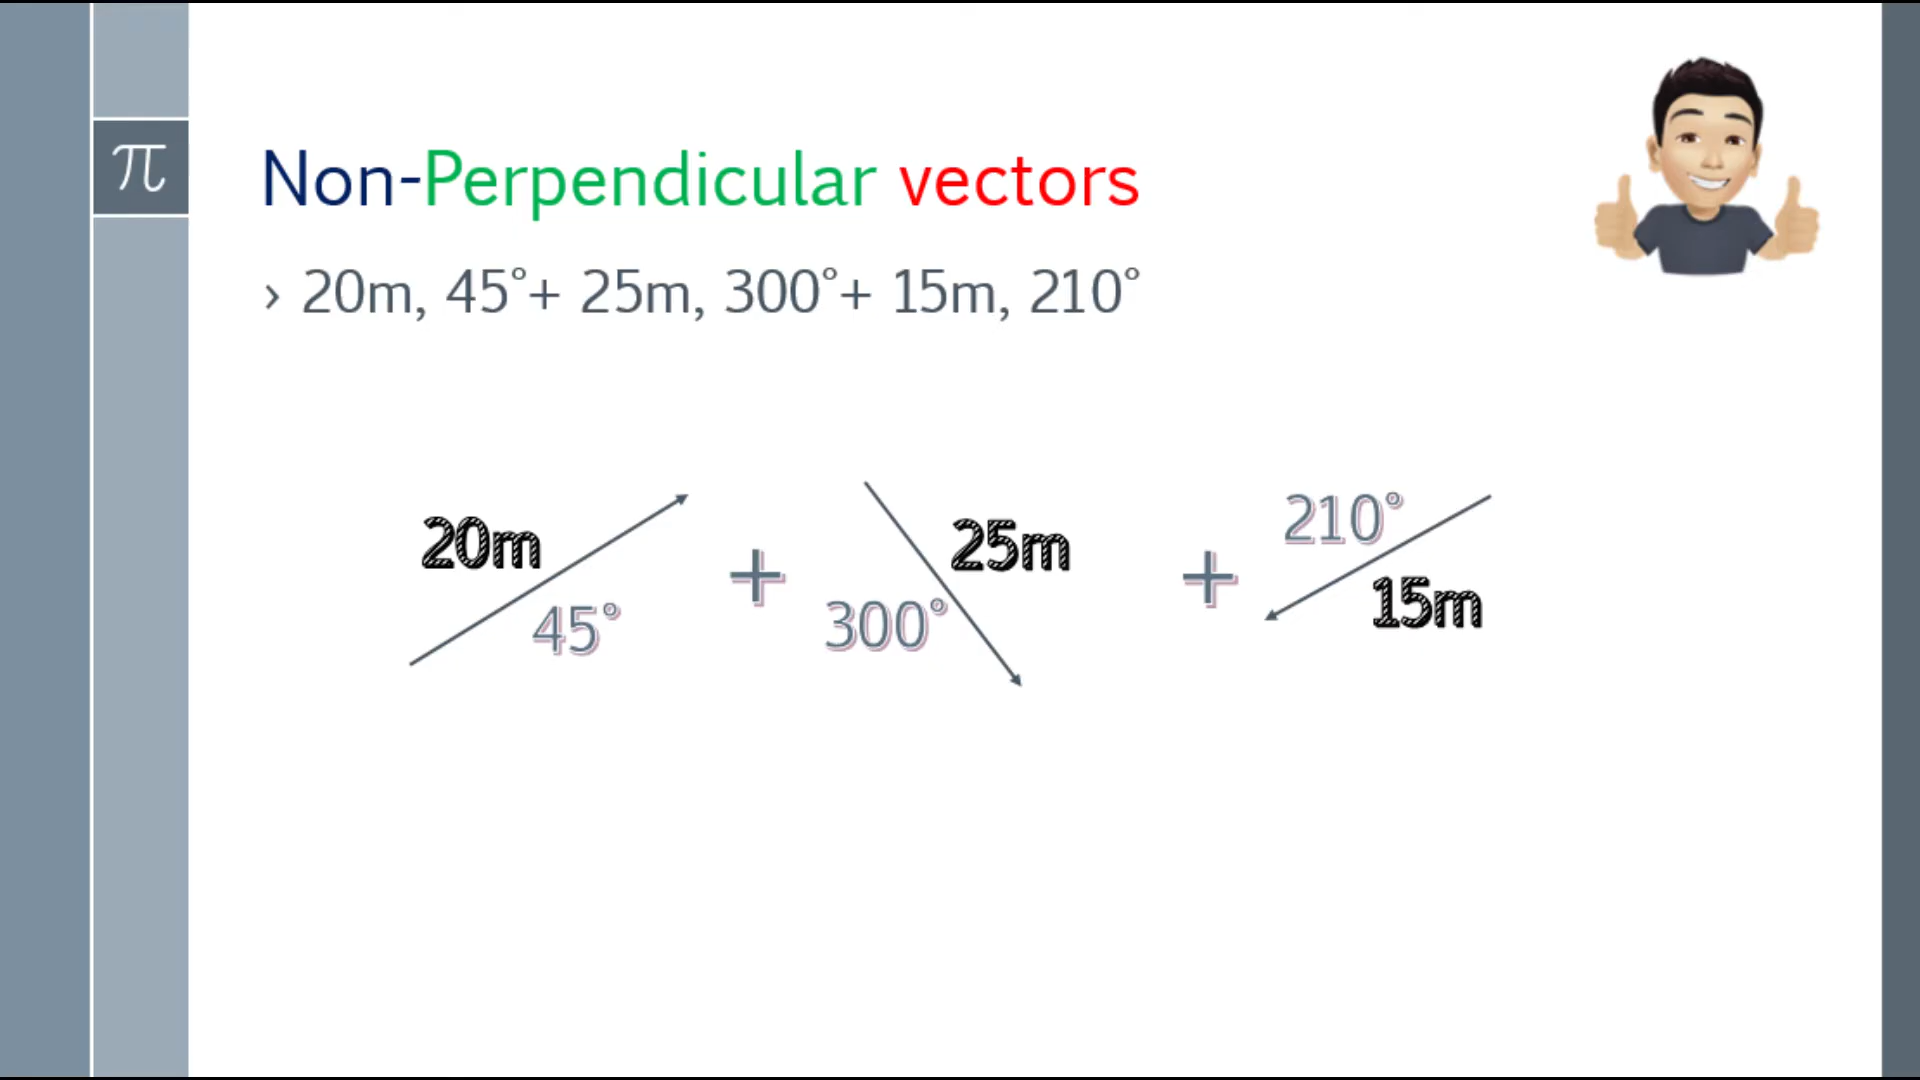 π
Non-Perpendicular vectors
› 20m, 45°+ 25m, 300°+ 15m, 210°
20m
45°
+
25m
300°
+
210°
15m